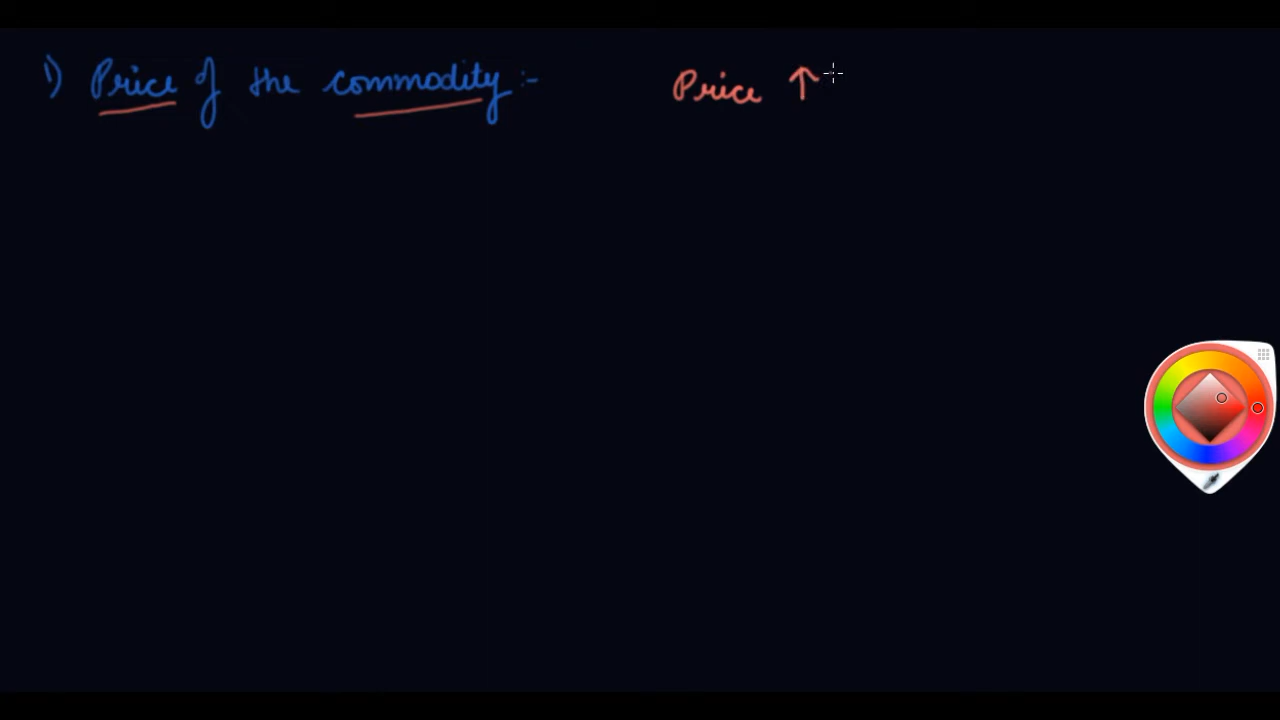 1) Price of the commodity :- Price ↑